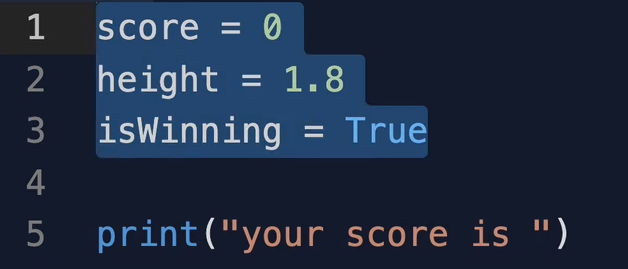 1 score = 0
2 height = 1.8
3 isWinning = True
4
5 print("your score is ")